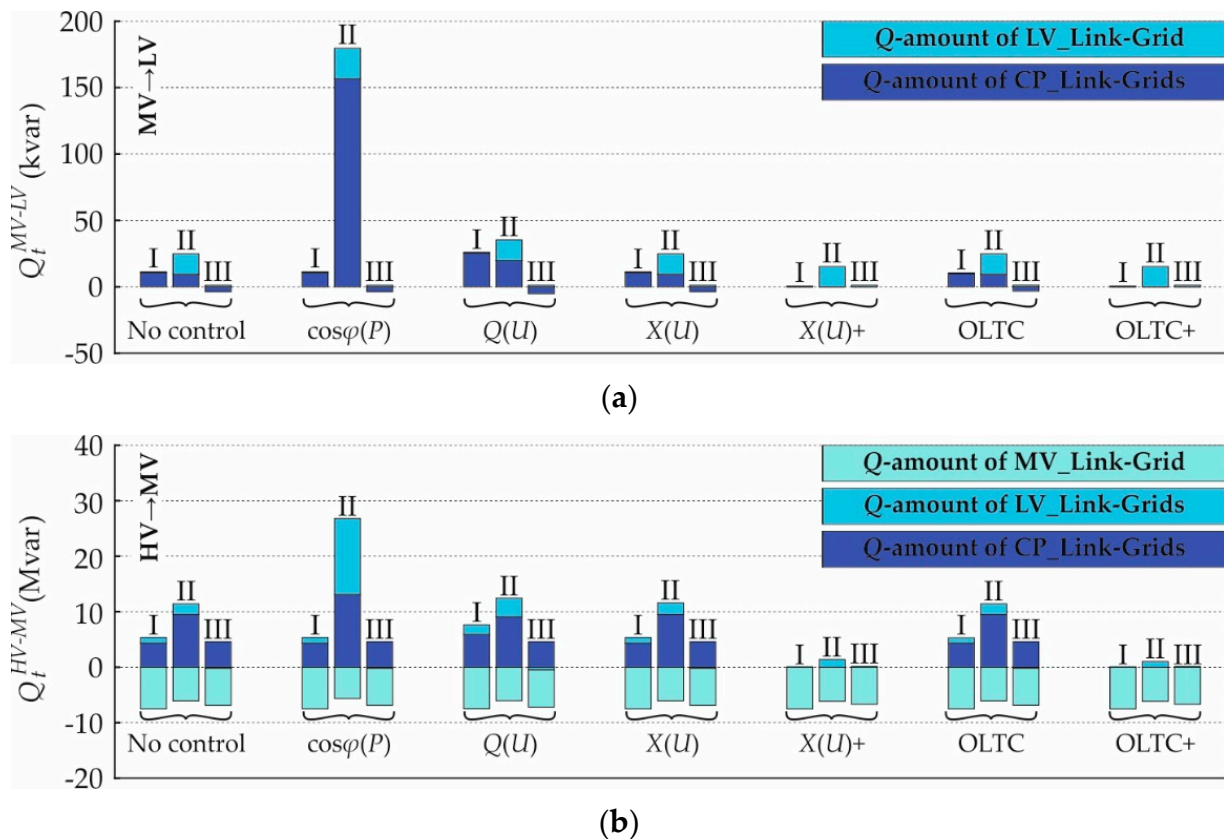 200
150
100
50
0
-50
Q_t^{MV-LV} (kvar)
MV→LV
Q-amount of LV_Link-Grid
Q-amount of CP_Link-Grids
I II III
I II III
I II III
I II III
I II III
I II III
I II III
No control cosφ(P) Q(U) X(U) X(U)+ OLTC OLTC+
(a)
40
30
20
10
0
-10
-20
Q_t^{HV-MV} (Mvar)
HV→MV
Q-amount of MV_Link-Grid
Q-amount of LV_Link-Grids
Q-amount of CP_Link-Grids
I II III
I II III
I II III
I II III
I II III
I II III
I II III
No control cosφ(P) Q(U) X(U) X(U)+ OLTC OLTC+
(b)